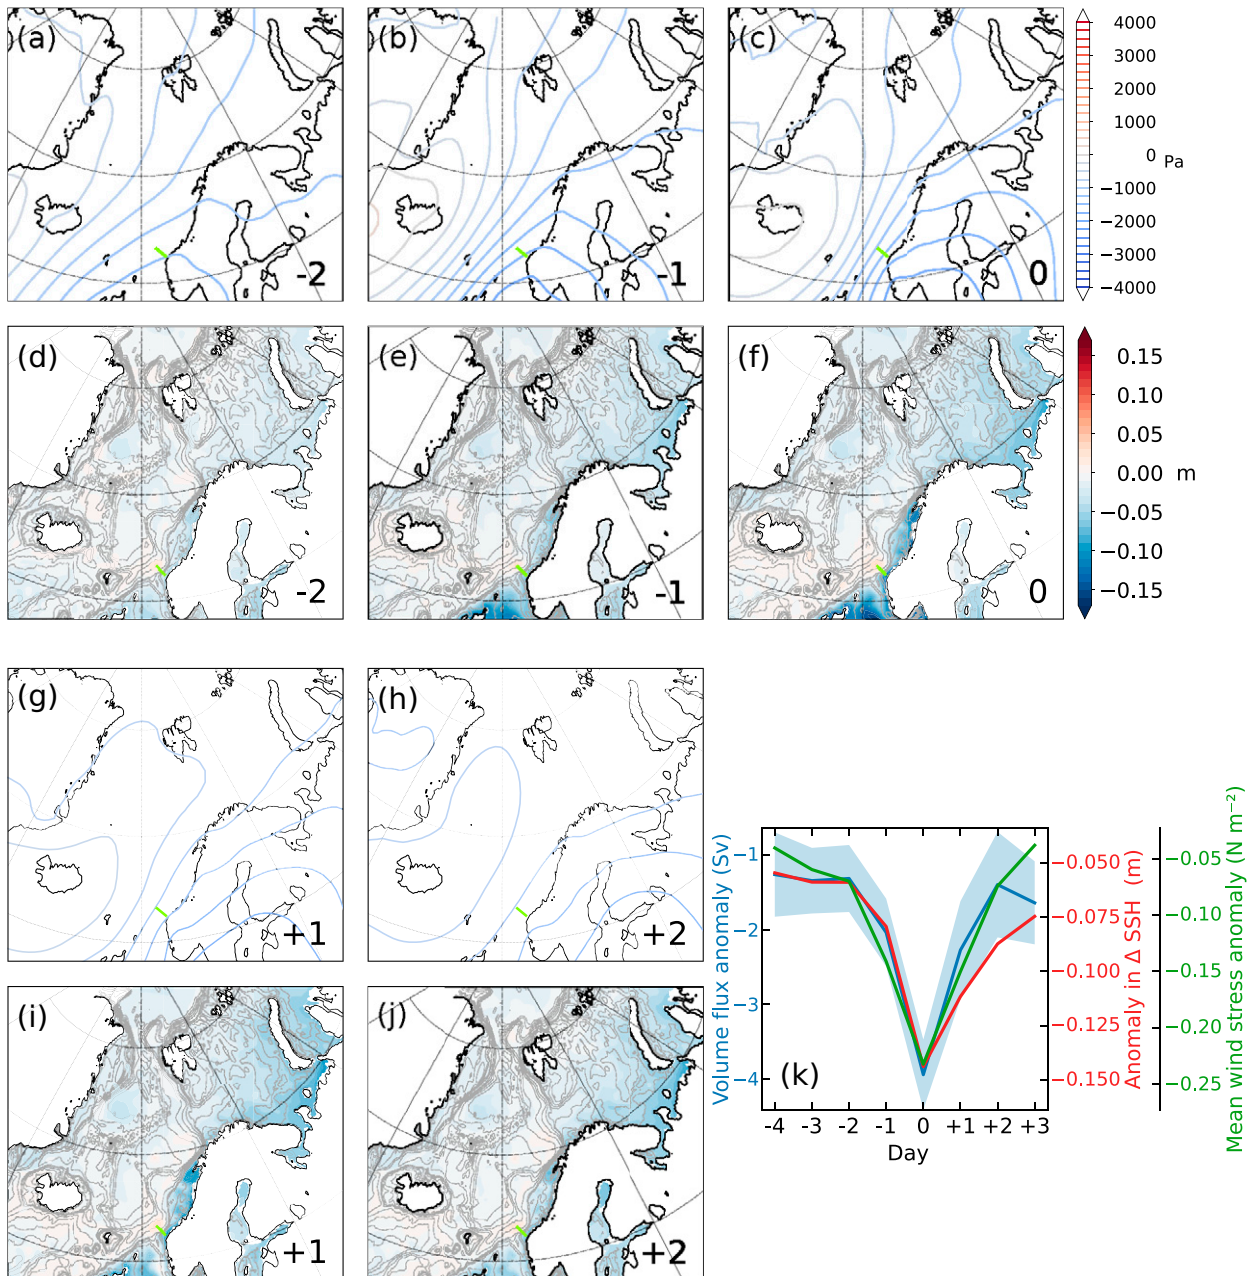 (a)
-2
(b)
-1
(c)
0
4000
3000
2000
1000
0
−1000
−2000
−3000
−4000
Pa
(d)
-2
(e)
-1
(f)
0
0.15
0.10
0.05
0.00
−0.05
−0.10
−0.15
m
(g)
+1
(h)
+2
(i)
+1
(j)
+2
Volume flux anomaly (Sv)
−1
−2
−3
−4
(k)
-4 -3 -2 -1 0 +1 +2 +3
Day
−0.050
−0.075
−0.100
−0.125
−0.150
Anomaly in Δ SSH (m)
−0.05
−0.10
−0.15
−0.20
−0.25
Mean wind stress anomaly (N m⁻²)